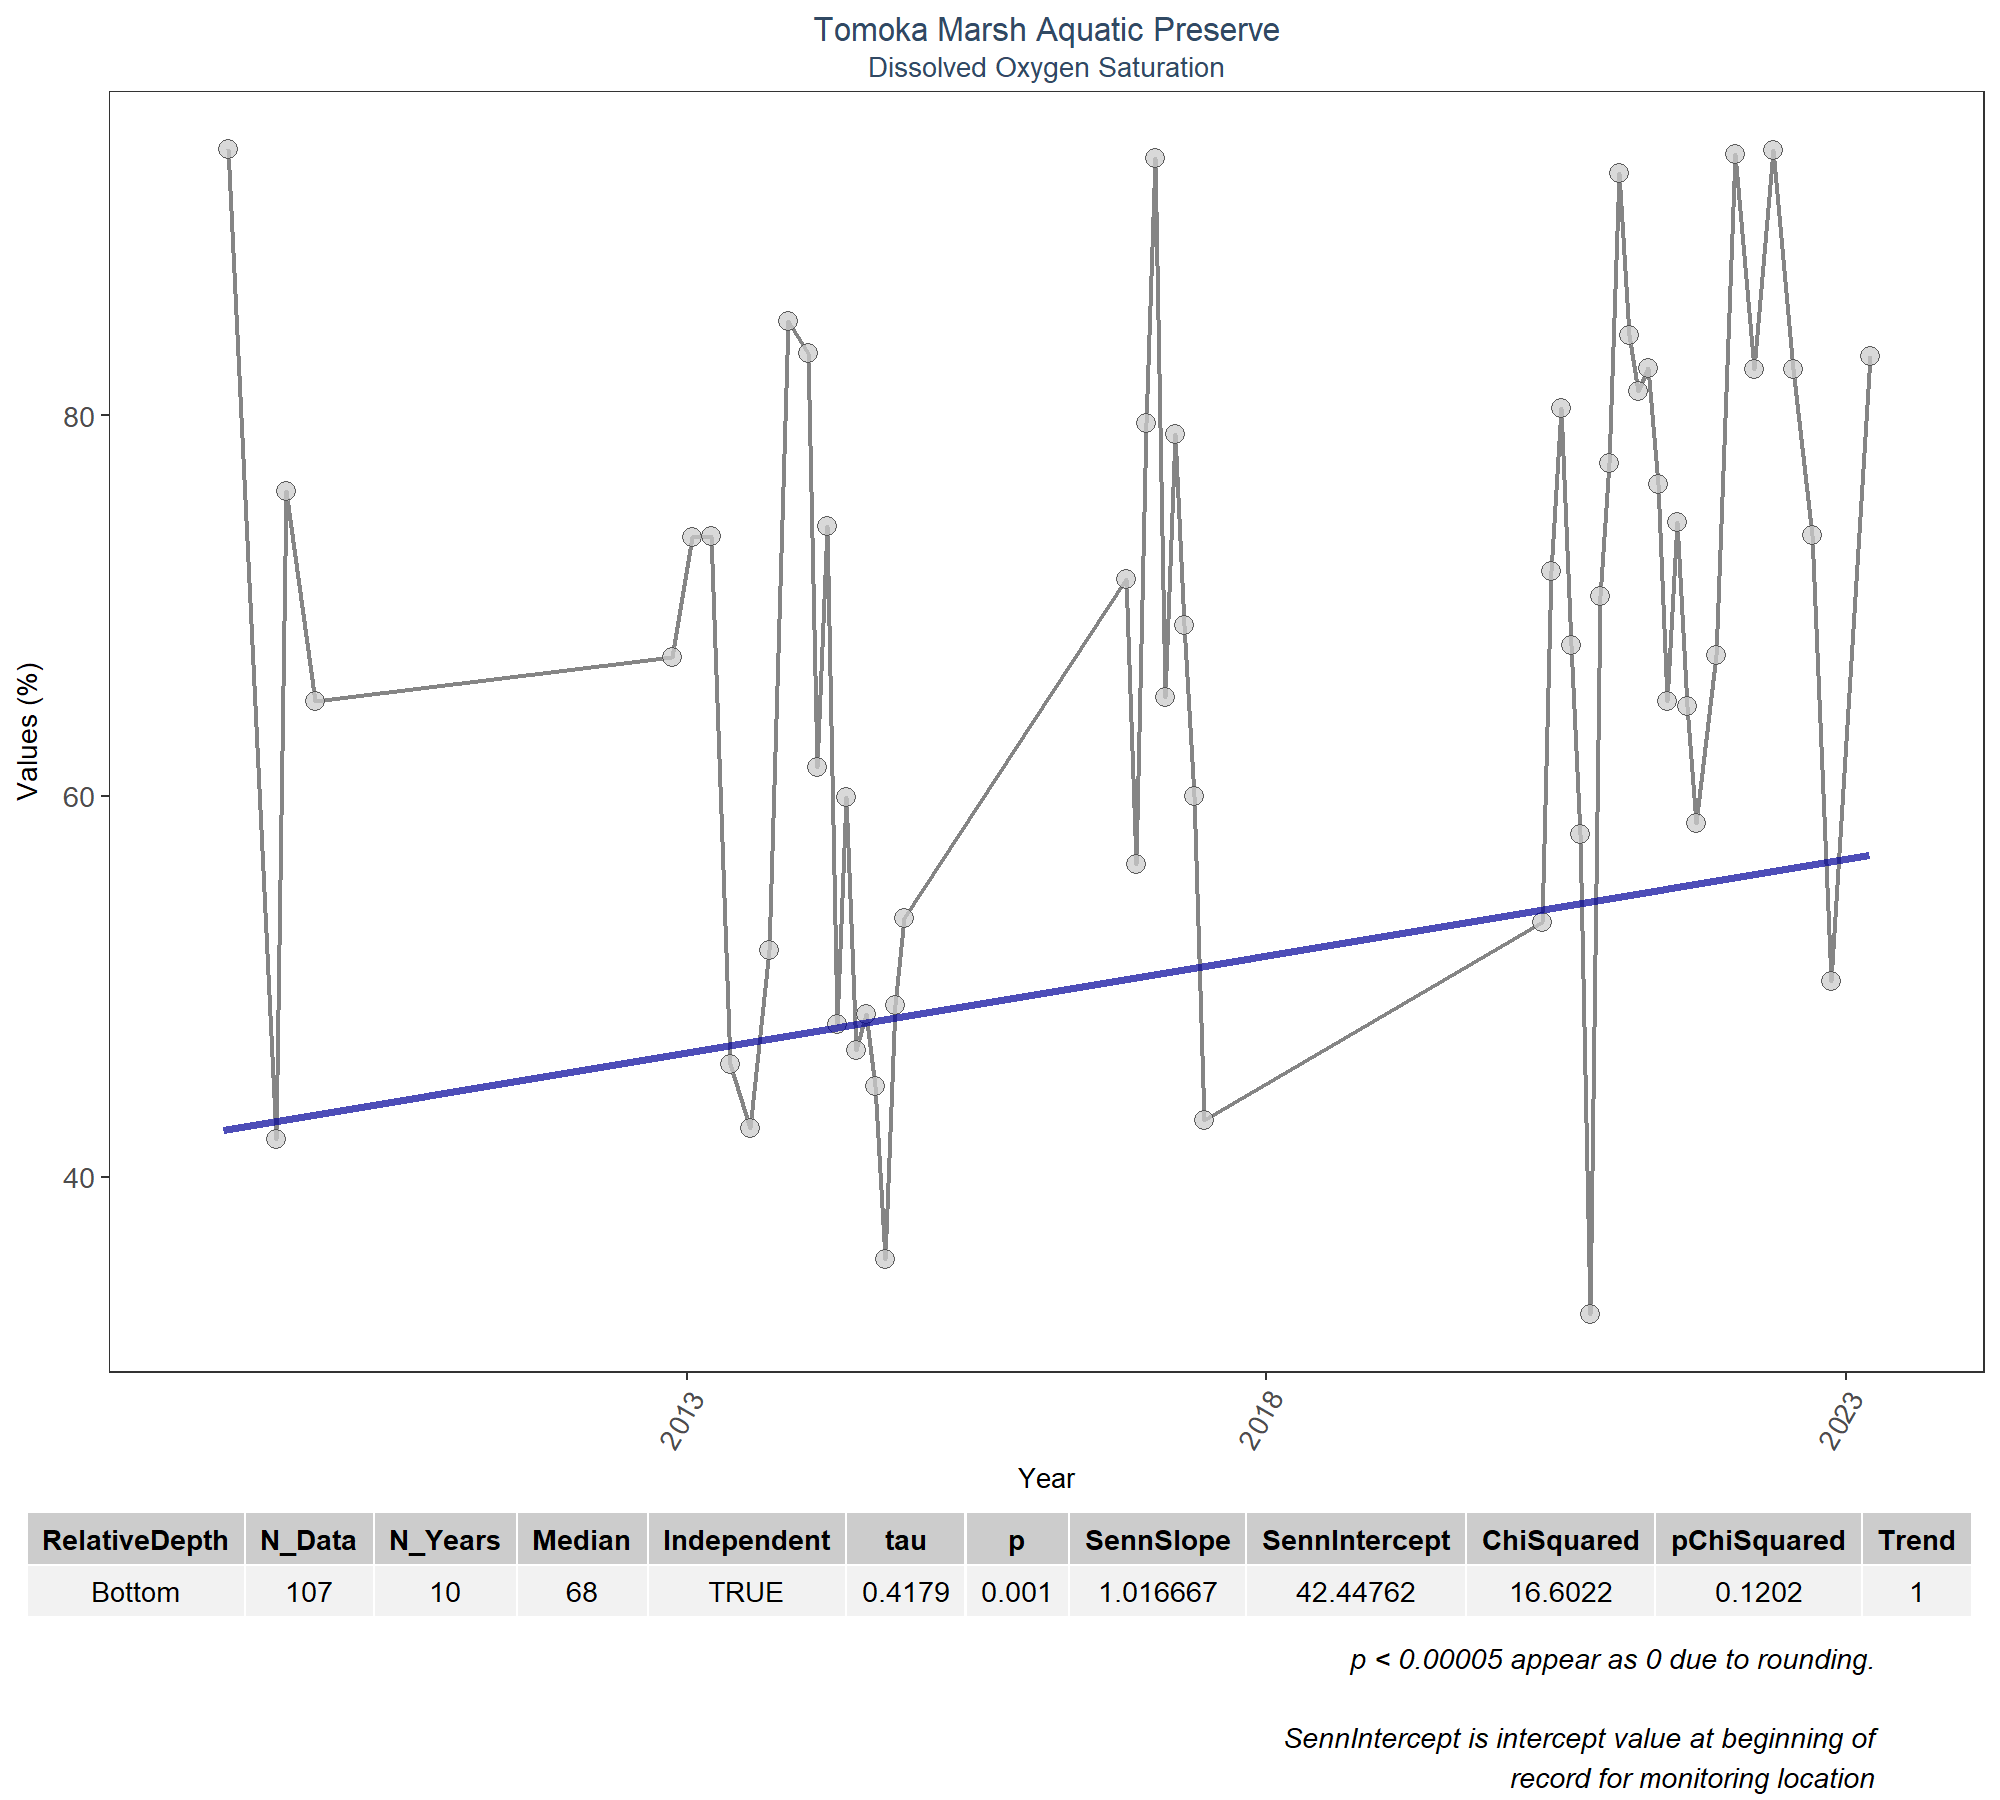 Tomoka Marsh Aquatic Preserve
Dissolved Oxygen Saturation
Values (%)
80
60
40
2013
2018
2023
Year
RelativeDepth N_Data N_Years Median Independent tau p SennSlope SennIntercept ChiSquared pChiSquared Trend
Bottom 107 10 68 TRUE 0.4179 0.001 1.016667 42.44762 16.6022 0.1202 1
p < 0.00005 appear as 0 due to rounding.
SennIntercept is intercept value at beginning of
record for monitoring location